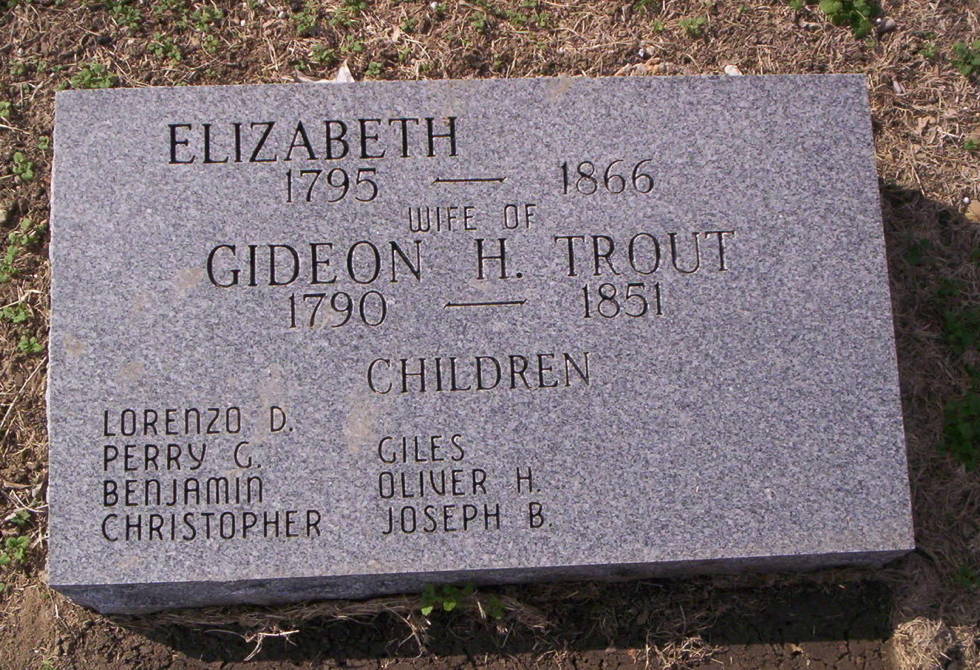 ELIZABETH
1795 — 1866
WIFE OF
GIDEON H. TROUT
1790 — 1851
CHILDREN
LORENZO D.
PERRY G.
BENJAMIN
CHRISTOPHER
GILES
OLIVER H.
JOSEPH B.